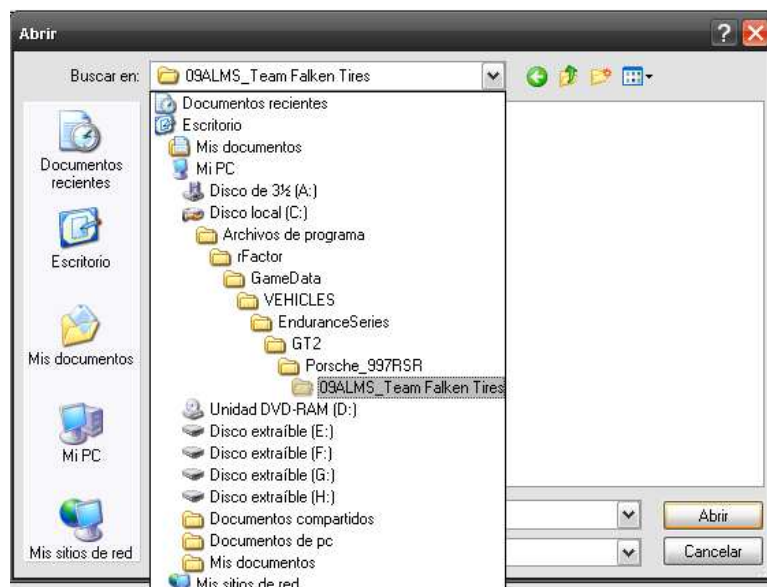 Abrir
Buscar en: 09ALMS_Team Falken Tires
Documentos recientes
Escritorio
Mis documentos
Mi PC
Disco de 3½ (A:)
Disco local (C:)
Archivos de programa
rFactor
GameData
VEHICLES
EnduranceSeries
GT2
Porsche_997RSR
09ALMS_Team Falken Tires
Unidad DVD-RAM (D:)
Disco extraíble (E:)
Disco extraíble (F:)
Disco extraíble (G:)
Disco extraíble (H:)
Documentos compartidos
Documentos de pc
Mis documentos
Mis sitios de red
Documentos
recientes
Escritorio
Mis documentos
Mi PC
Mis sitios de red
Abrir
Cancelar